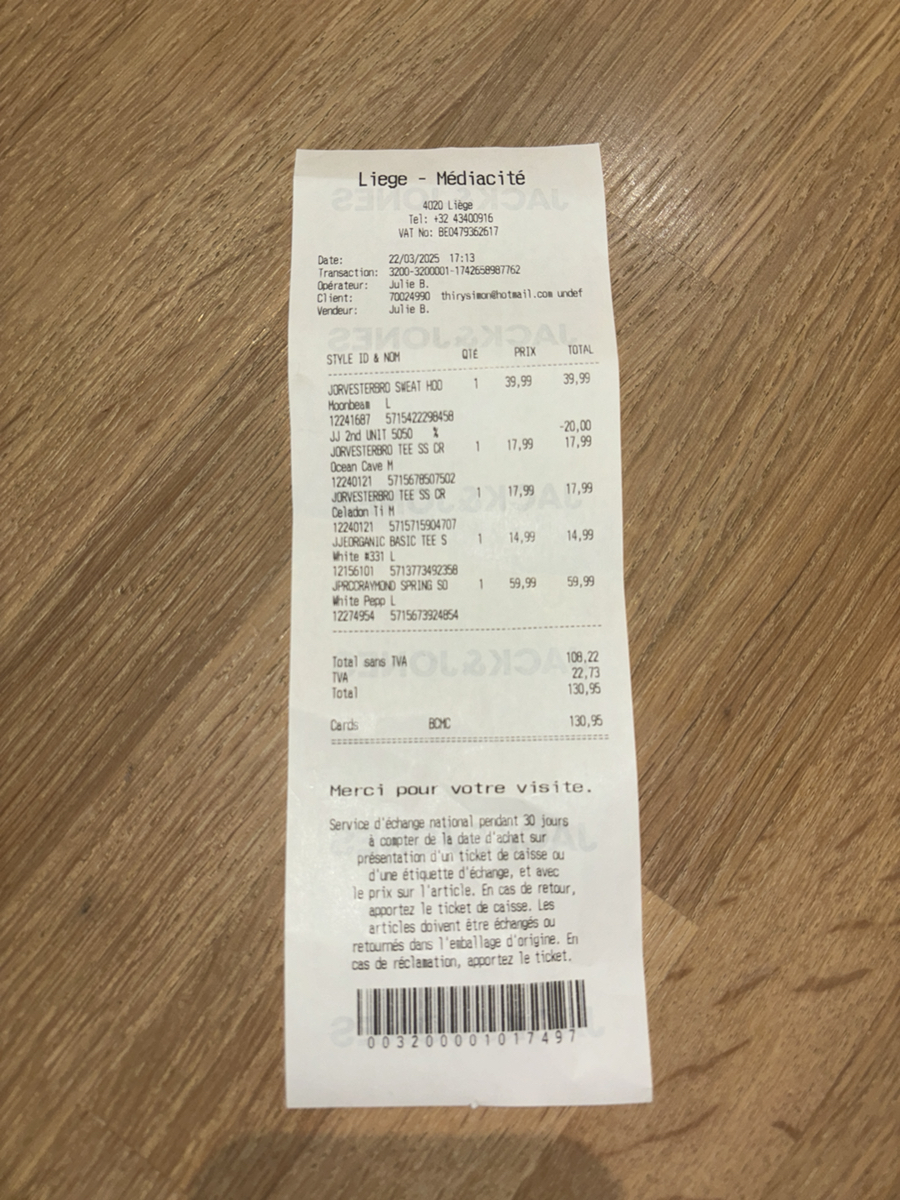 Liege - Médiacité
4020 Liège
Tel: +32 43400916
VAT No: BE0479362617
Date: 22/03/2025 17:13
Transaction: 3200-3200001-1742658987762
Opérateur: Julie B.
Client: 70024990 thirysimon@hotmail.com undef
Vendeur: Julie B.
STYLE ID & NOM QTÉ PRIX TOTAL
JORVESTERBRO SWEAT HOO 1 39,99 39,99
Moonbeam L
12241687 5715422298458
JJ 2nd UNIT 5050 % -20,00
JORVESTERBRO TEE SS CR 1 17,99 17,99
Ocean Cave M
12240121 5715678507502
JORVESTERBRO TEE SS CR 1 17,99 17,99
Celadon Ti M
12240121 5715715904707
JJEORGANIC BASIC TEE S 1 14,99 14,99
White #331 L
12156101 5713773492358
JPRCCRAYMOND SPRING SO 1 59,99 59,99
White Pepp L
12274954 5715673924854
Total sans TVA 108,22
TVA 22,73
Total 130,95
Cards BCMC 130,95
Merci pour votre visite.
Service d'échange national pendant 30 jours
à compter de la date d'achat sur
présentation d'un ticket de caisse ou
d'une étiquette d'échange, et avec
le prix sur l'article. En cas de retour,
apportez le ticket de caisse. Les
articles doivent être échangés ou
retournés dans l'emballage d'origine. En
cas de réclamation, apportez le ticket.
0032000001017497